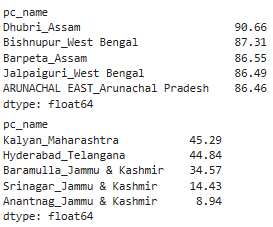 pc_name
Dhubri_Assam 90.66
Bishnupur_West Bengal 87.31
Barpeta_Assam 86.55
Jalpaiguri_West Bengal 86.49
ARUNACHAL EAST_Arunachal Pradesh 86.46
dtype: float64
pc_name
Kalyan_Maharashtra 45.29
Hyderabad_Telangana 44.84
Baramulla_Jammu & Kashmir 34.57
Srinagar_Jammu & Kashmir 14.43
Anantnag_Jammu & Kashmir 8.94
dtype: float64